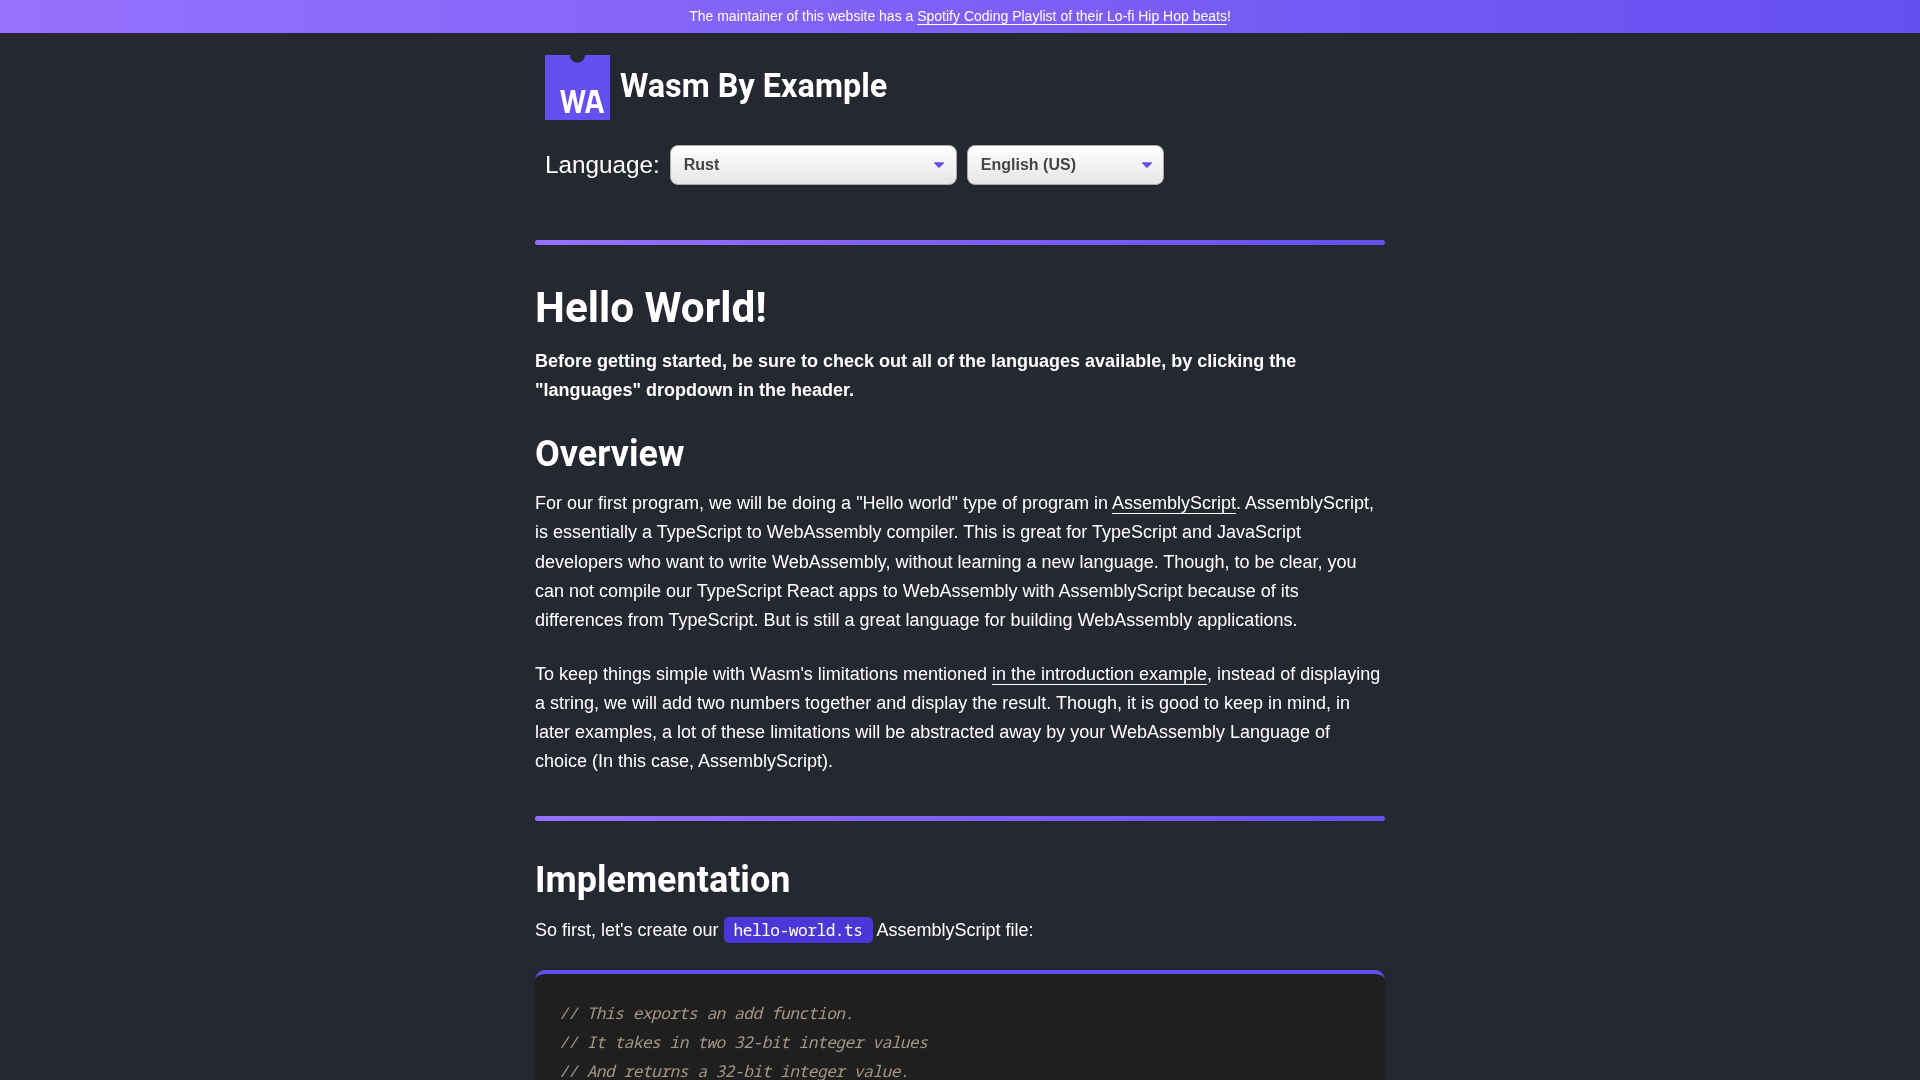 The maintainer of this website has a Spotify Coding Playlist of their Lo-fi Hip Hop beats!
WA
Wasm By Example
Language: Rust English (US)
Hello World!
Before getting started, be sure to check out all of the languages available, by clicking the
"languages" dropdown in the header.
Overview
For our first program, we will be doing a "Hello world" type of program in AssemblyScript. AssemblyScript,
is essentially a TypeScript to WebAssembly compiler. This is great for TypeScript and JavaScript
developers who want to write WebAssembly, without learning a new language. Though, to be clear, you
can not compile our TypeScript React apps to WebAssembly with AssemblyScript because of its
differences from TypeScript. But is still a great language for building WebAssembly applications.
To keep things simple with Wasm's limitations mentioned in the introduction example, instead of displaying
a string, we will add two numbers together and display the result. Though, it is good to keep in mind, in
later examples, a lot of these limitations will be abstracted away by your WebAssembly Language of
choice (In this case, AssemblyScript).
Implementation
So first, let's create our hello-world.ts AssemblyScript file:
// This exports an add function.
// It takes in two 32-bit integer values
// And returns a 32-bit integer value.